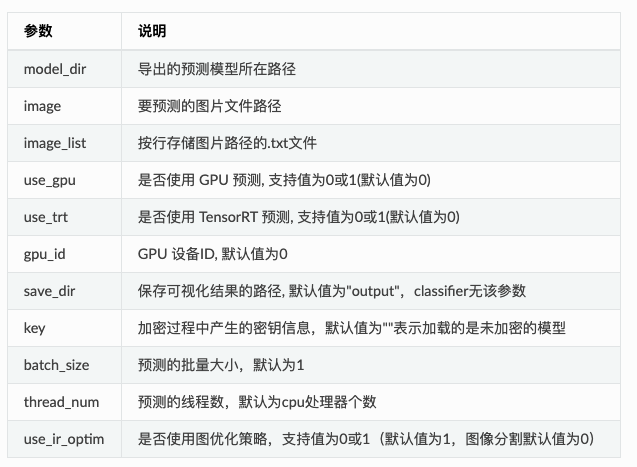 参数 说明
model_dir 导出的预测模型所在路径
image 要预测的图片文件路径
image_list 按行存储图片路径的.txt文件
use_gpu 是否使用 GPU 预测, 支持值为0或1(默认值为0)
use_trt 是否使用 TensorRT 预测, 支持值为0或1(默认值为0)
gpu_id GPU 设备ID, 默认值为0
save_dir 保存可视化结果的路径, 默认值为"output"，classifier无该参数
key 加密过程中产生的密钥信息，默认值为""表示加载的是未加密的模型
batch_size 预测的批量大小，默认为1
thread_num 预测的线程数，默认为cpu处理器个数
use_ir_optim 是否使用图优化策略，支持值为0或1（默认值为1，图像分割默认值为0）